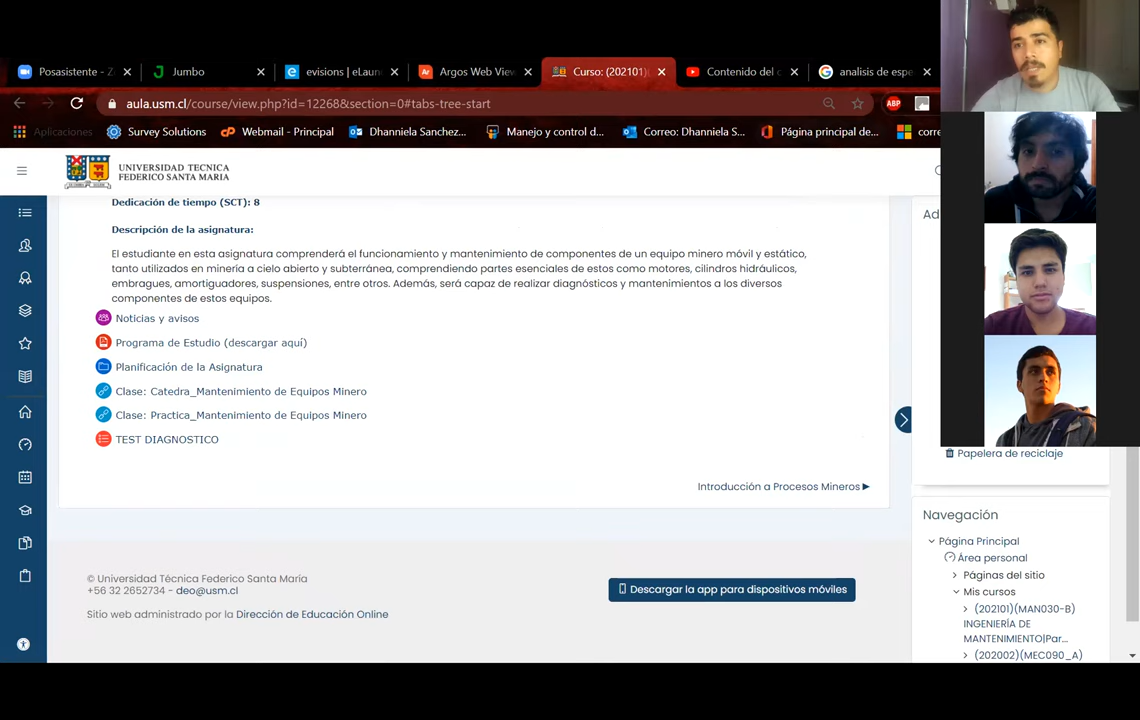 Posasistente - Z
Jumbo
evisions | eLaun
Argos Web View
Curso: (202101)
Contenido del c
analisis de espe
aula.usm.cl/course/view.php?id=12268&section=0#tabs-tree-start
ABP
Aplicaciones
Survey Solutions
Webmail - Principal
Dhanniela Sanchez...
Manejo y control d...
Correo: Dhanniela S...
Página principal de...
corre
UNIVERSIDAD TECNICA
FEDERICO SANTA MARIA
Dedicación de tiempo (SCT): 8
Ad
Descripción de la asignatura:
El estudiante en esta asignatura comprenderá el funcionamiento y mantenimiento de componentes de un equipo minero móvil y estático,
tanto utilizados en minería a cielo abierto y subterránea, comprendiendo partes esenciales de estos como motores, cilindros hidráulicos,
embragues, amortiguadores, suspensiones, entre otros. Además, será capaz de realizar diagnósticos y mantenimientos a los diversos
componentes de estos equipos.
Noticias y avisos
Programa de Estudio (descargar aquí)
Planificación de la Asignatura
Clase: Catedra_Mantenimiento de Equipos Minero
Clase: Practica_Mantenimiento de Equipos Minero
TEST DIAGNOSTICO
Papelera de reciclaje
Introducción a Procesos Mineros
Navegación
Página Principal
Área personal
Páginas del sitio
Mis cursos
(202101)(MAN030-B)
INGENIERÍA DE
MANTENIMIENTO|Par...
(202002)(MEC090_A)
© Universidad Técnica Federico Santa María
+56 32 2652734 - deo@usm.cl
Sitio web administrado por la Dirección de Educación Online
Descargar la app para dispositivos móviles